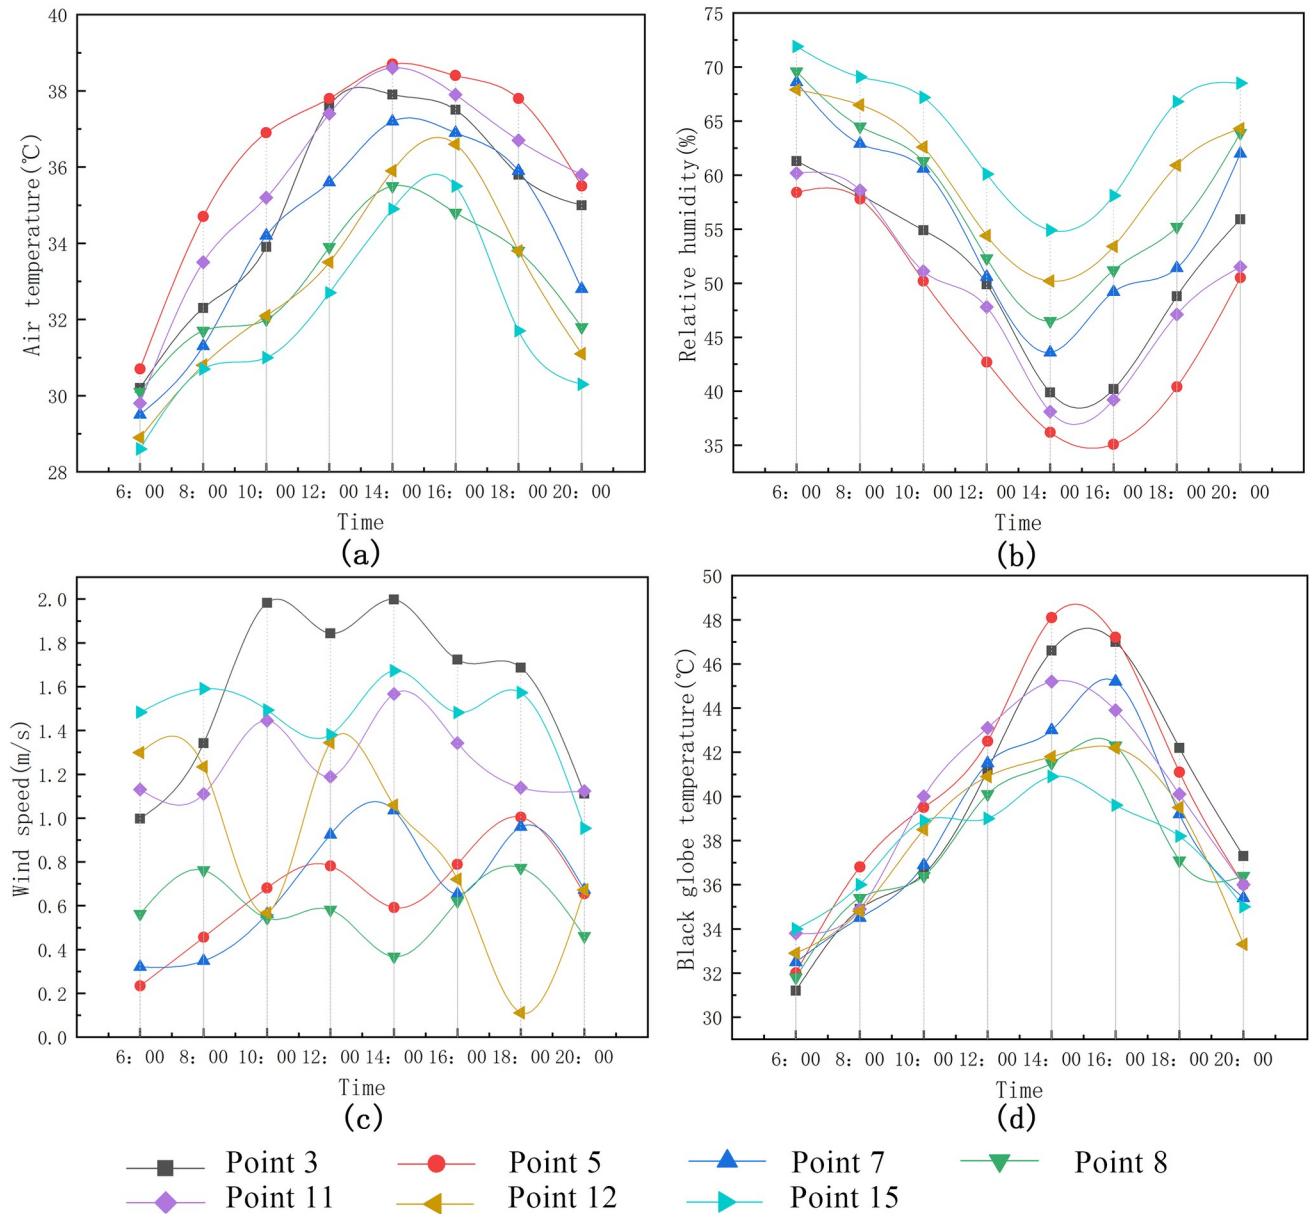 40
38
36
34
32
30
28
Air temperature(℃)
6: 00 8: 00 10: 00 12: 00 14: 00 16: 00 18: 00 20: 00
Time
(a)
75
70
65
60
55
50
45
40
35
Relative humidity(%)
6: 00 8: 00 10: 00 12: 00 14: 00 16: 00 18: 00 20: 00
Time
(b)
2.0
1.8
1.6
1.4
1.2
1.0
0.8
0.6
0.4
0.2
0.0
Wind speed(m/s)
6: 00 8: 00 10: 00 12: 00 14: 00 16: 00 18: 00 20: 00
Time
(c)
50
48
46
44
42
40
38
36
34
32
30
Black globe temperature(℃)
6: 00 8: 00 10: 00 12: 00 14: 00 16: 00 18: 00 20: 00
Time
(d)
Point 3 Point 5 Point 7 Point 8
Point 11 Point 12 Point 15